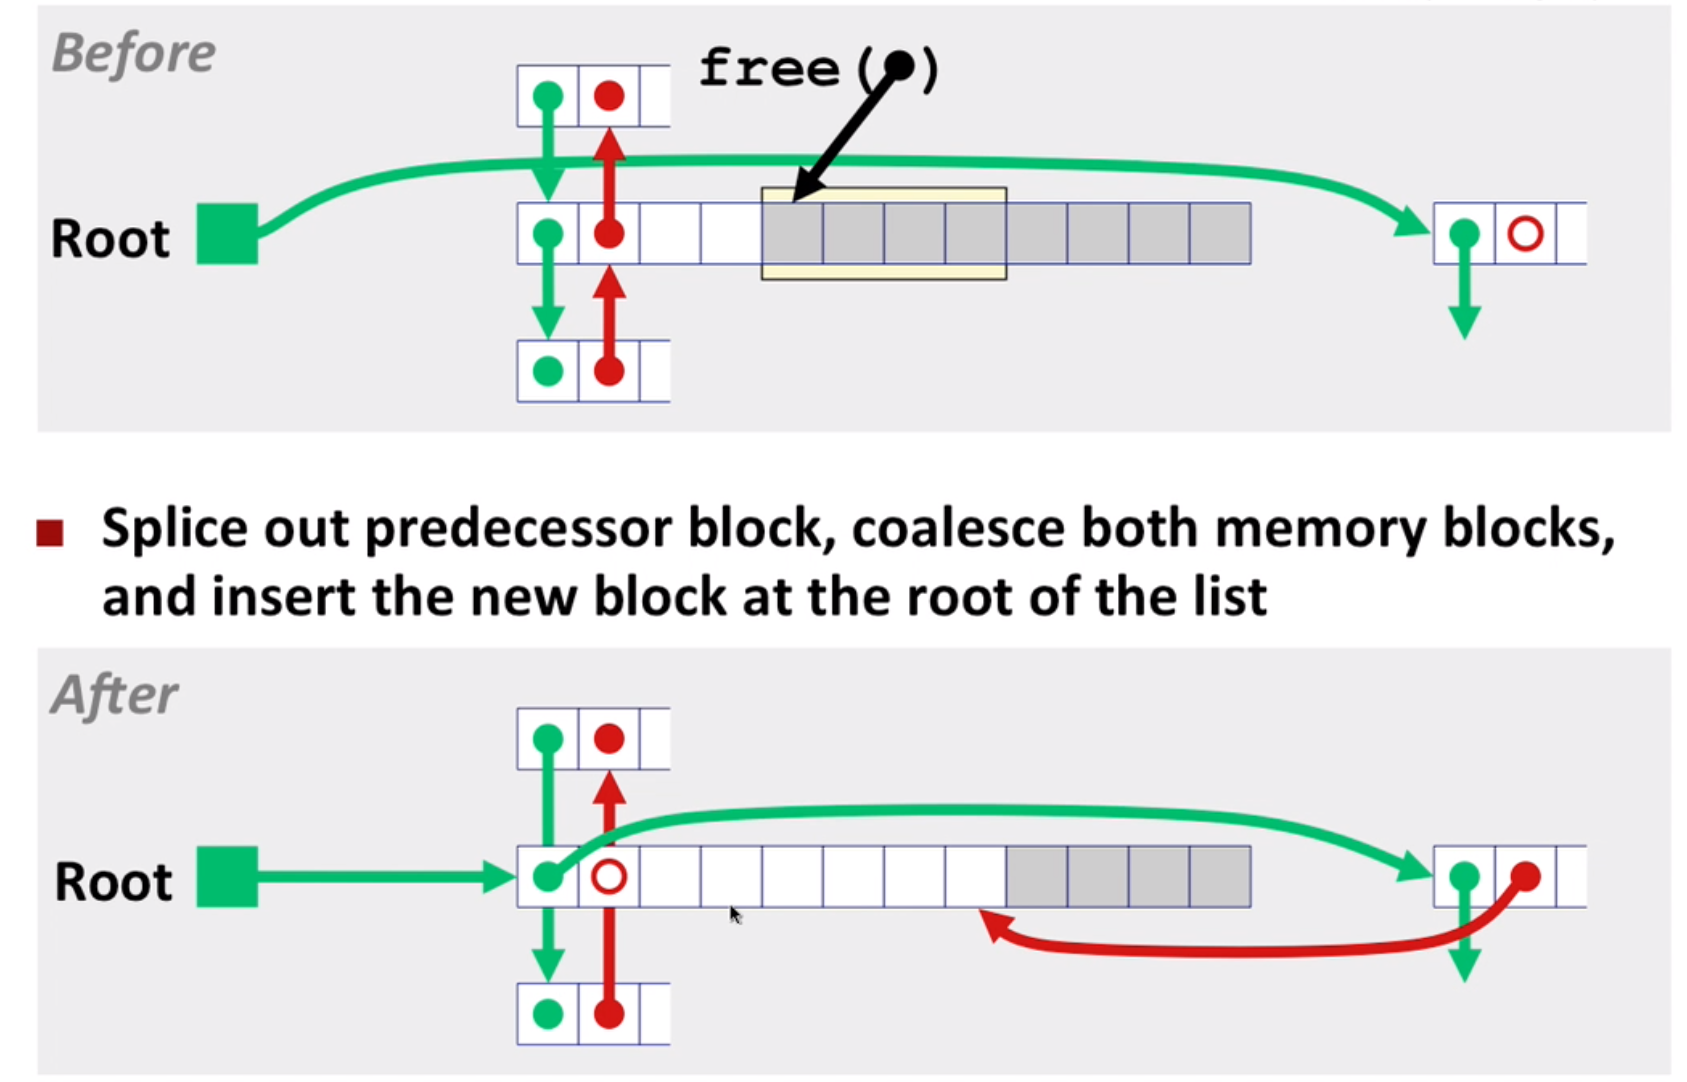 Before
free( )
Root
Splice out predecessor block, coalesce both memory blocks,
and insert the new block at the root of the list
After
Root